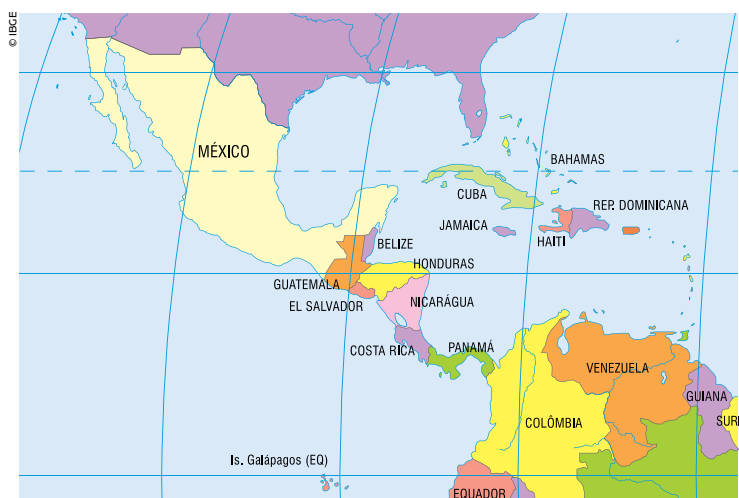 © IBGE
MÉXICO
BAHAMAS
CUBA
REP. DOMINICANA
JAMAICA
HAITI
BELIZE
HONDURAS
GUATEMALA
EL SALVADOR
NICARÁGUA
COSTA RICA
PANAMÁ
VENEZUELA
GUIANA
SURI
COLÔMBIA
Is. Galápagos (EQ)
EQUADOR